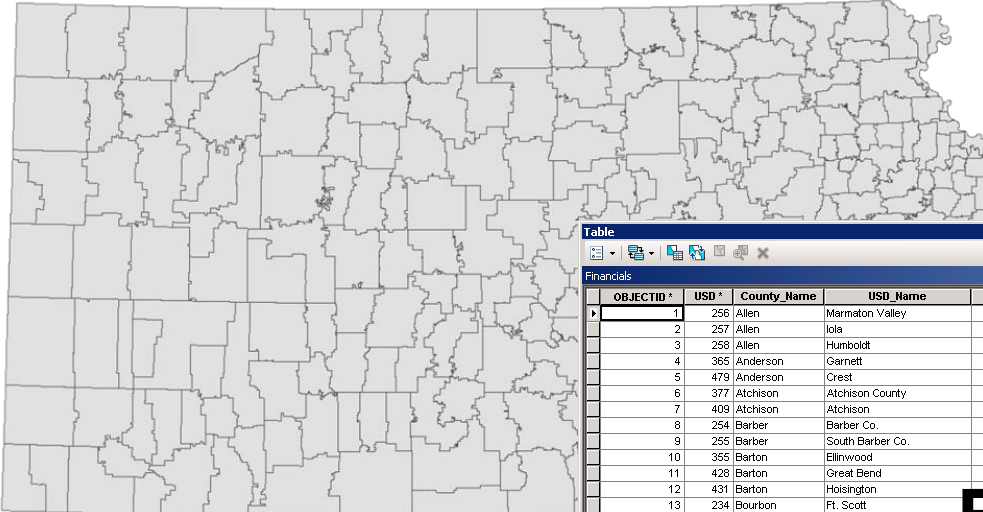 Table
Financials
OBJECTID * USD * County_Name USD_Name
1 256 Allen Marmaton Valley
2 257 Allen Iola
3 258 Allen Humboldt
4 365 Anderson Garnett
5 479 Anderson Crest
6 377 Atchison Atchison County
7 409 Atchison Atchison
8 254 Barber Barber Co.
9 255 Barber South Barber Co.
10 355 Barton Ellinwood
11 428 Barton Great Bend
12 431 Barton Hoisington
13 234 Bourbon Ft. Scott